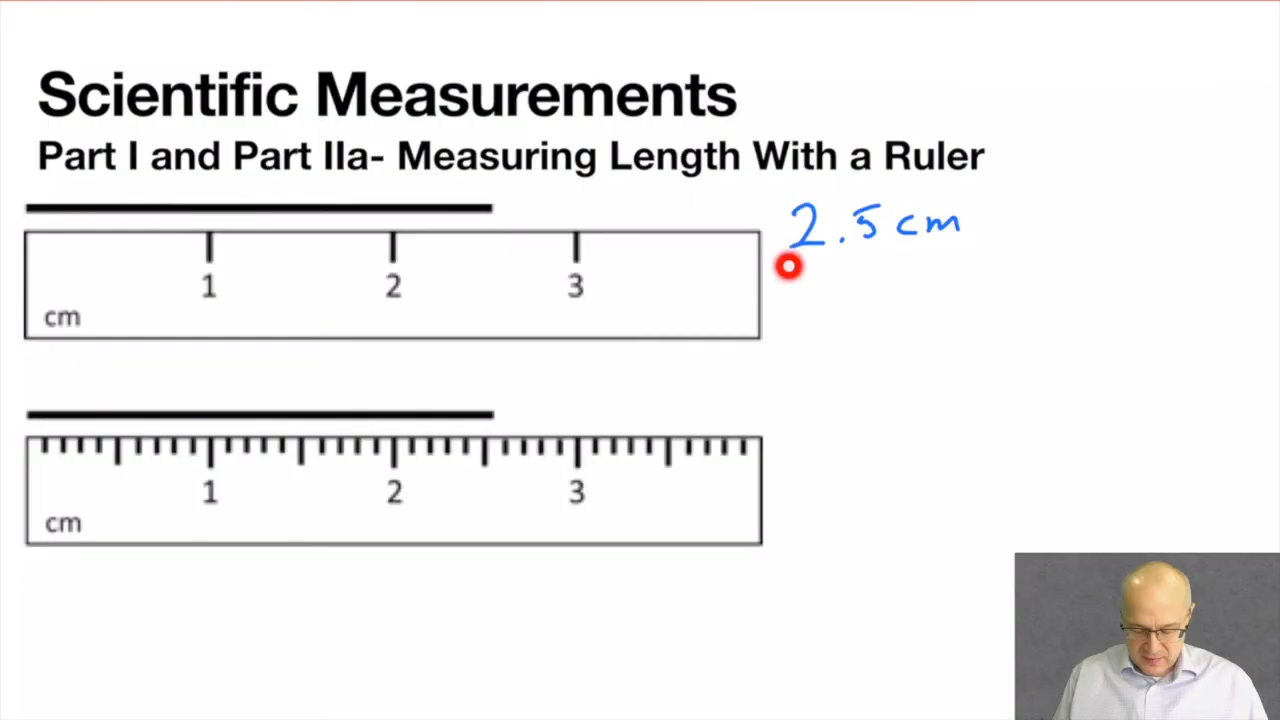 Scientific Measurements
Part I and Part IIa- Measuring Length With a Ruler
2.5 cm
1 2 3
cm
1 2 3
cm